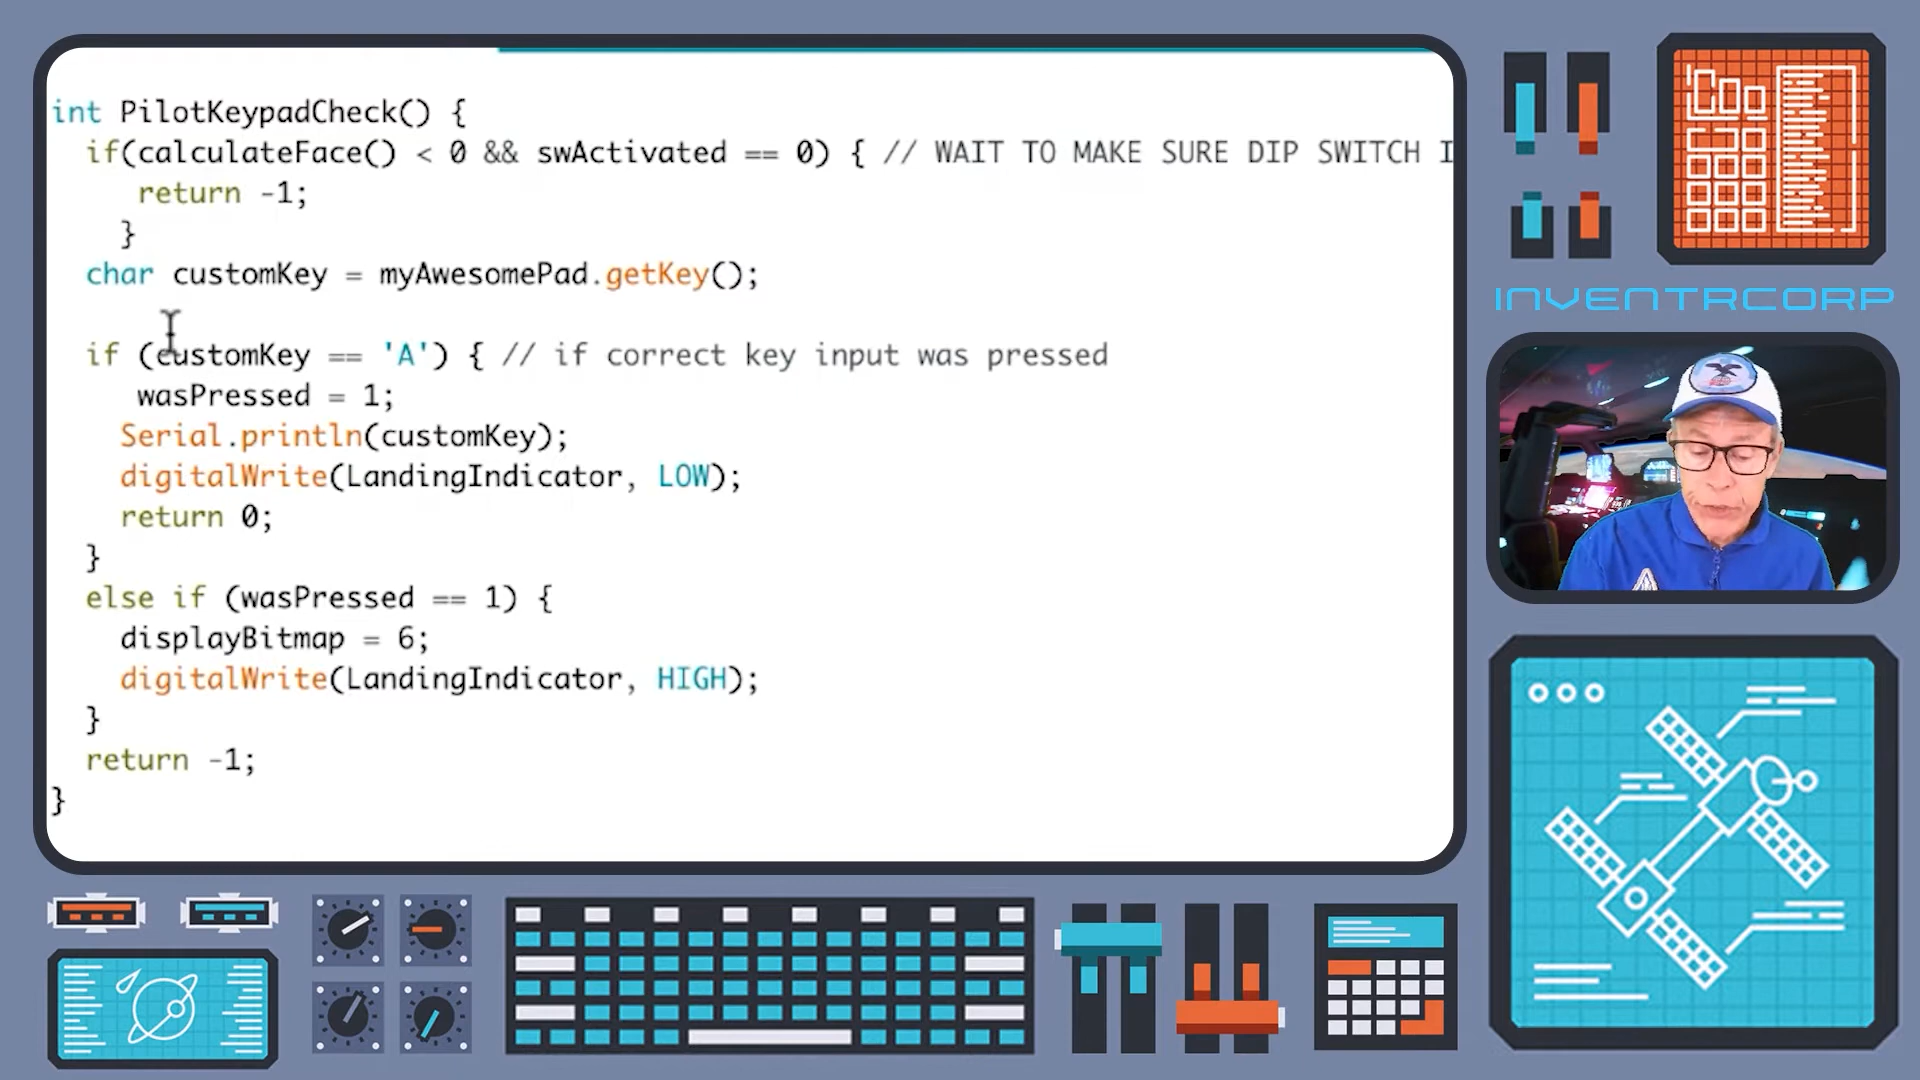 int PilotKeypadCheck() {
if(calculateFace() < 0 && swActivated == 0) { // WAIT TO MAKE SURE DIP SWITCH
return -1;
}
char customKey = myAwesomePad.getKey();
if (customKey == 'A') { // if correct key input was pressed
wasPressed = 1;
Serial.println(customKey);
digitalWrite(LandingIndicator, LOW);
return 0;
}
else if (wasPressed == 1) {
displayBitmap = 6;
digitalWrite(LandingIndicator, HIGH);
}
return -1;
}
INVENTRCORP